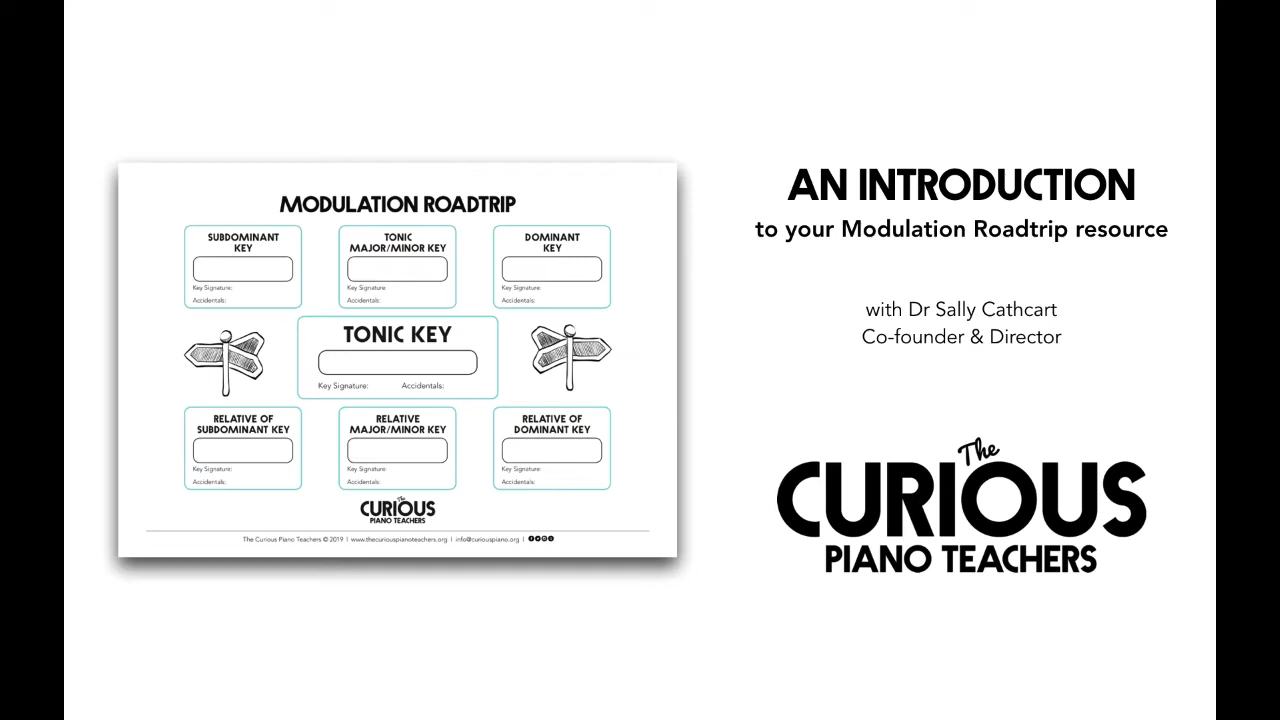 MODULATION ROADTRIP
SUBDOMINANT
KEY
Key Signature:
Accidentals:
TONIC
MAJOR/MINOR KEY
Key Signature:
Accidentals:
DOMINANT
KEY
Key Signature:
Accidentals:
TONIC KEY
Key Signature: Accidentals:
RELATIVE OF
SUBDOMINANT KEY
Key Signature:
Accidentals:
RELATIVE
MAJOR/MINOR KEY
Key Signature:
Accidentals:
RELATIVE OF
DOMINANT KEY
Key Signature:
Accidentals:
The
CURIOUS
PIANO TEACHERS
The Curious Piano Teachers © 2019 | www.thecuriouspianoteachers.org | info@curiouspiano.org |
AN INTRODUCTION
to your Modulation Roadtrip resource
with Dr Sally Cathcart
Co-founder & Director
The
CURIOUS
PIANO TEACHERS